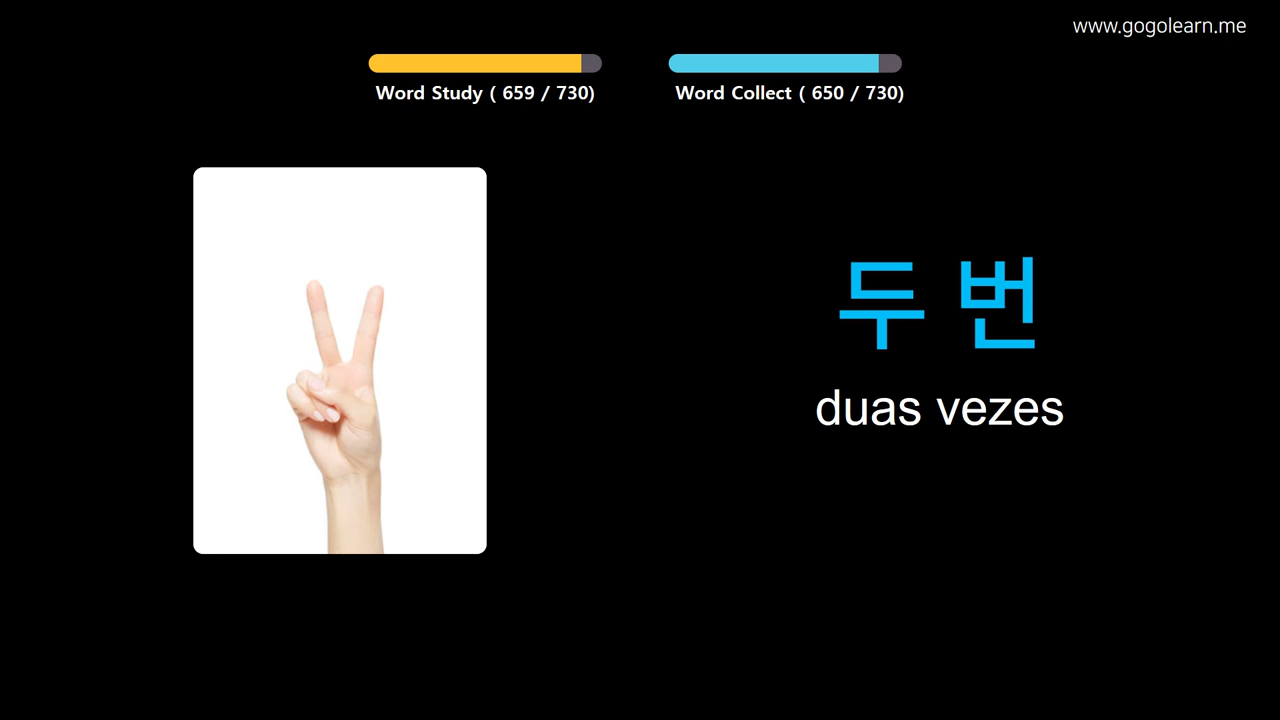 www.gogolearn.me
Word Study ( 659 / 730)
Word Collect ( 650 / 730)
두 번
duas vezes